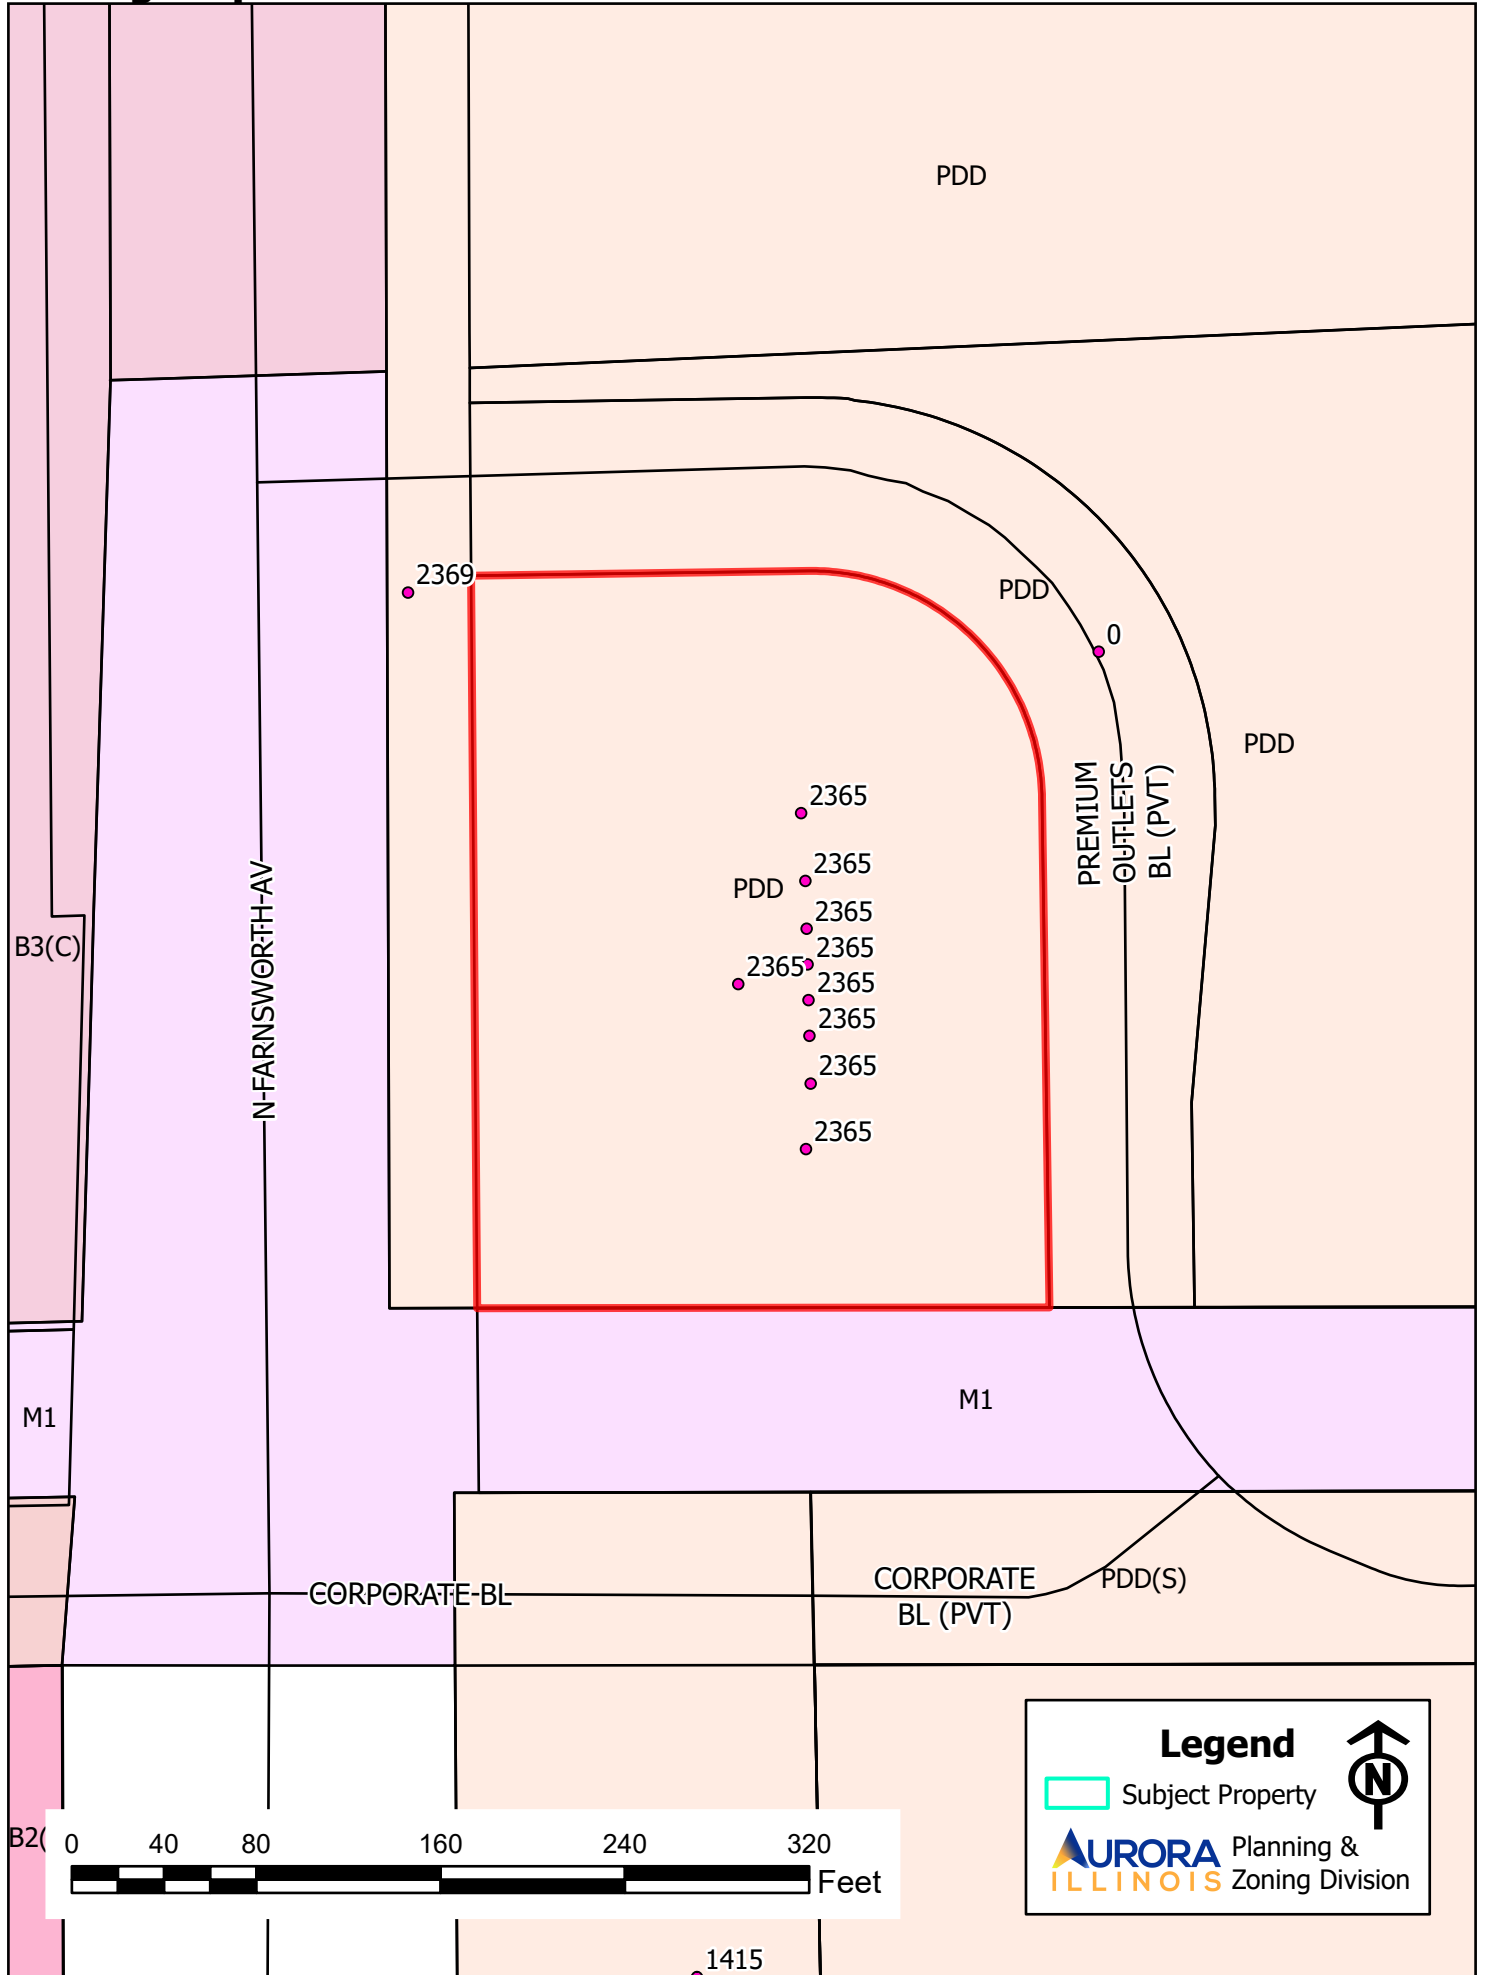 PDD
2369
PDD
0
PDD
PREMIUM
OUTLETS
BL (PVT)
2365
2365
PDD
2365
2365
2365
2365
2365
2365
2365
B3(C)
N-FARNSWORTH-AV
M1
M1
CORPORATE-BL
CORPORATE
BL (PVT)
PDD(S)
Legend
Subject Property
N
AURORA
ILLINOIS
Planning &
Zoning Division
B2(
0 40 80 160 240 320
Feet
1415